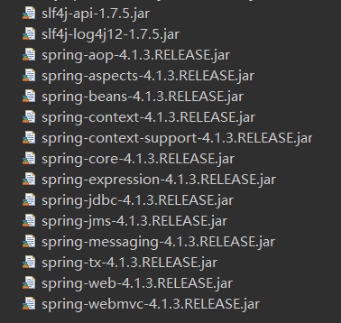 slf4j-api-1.7.5.jar
slf4j-log4j12-1.7.5.jar
spring-aop-4.1.3.RELEASE.jar
spring-aspects-4.1.3.RELEASE.jar
spring-beans-4.1.3.RELEASE.jar
spring-context-4.1.3.RELEASE.jar
spring-context-support-4.1.3.RELEASE.jar
spring-core-4.1.3.RELEASE.jar
spring-expression-4.1.3.RELEASE.jar
spring-jdbc-4.1.3.RELEASE.jar
spring-jms-4.1.3.RELEASE.jar
spring-messaging-4.1.3.RELEASE.jar
spring-tx-4.1.3.RELEASE.jar
spring-web-4.1.3.RELEASE.jar
spring-webmvc-4.1.3.RELEASE.jar